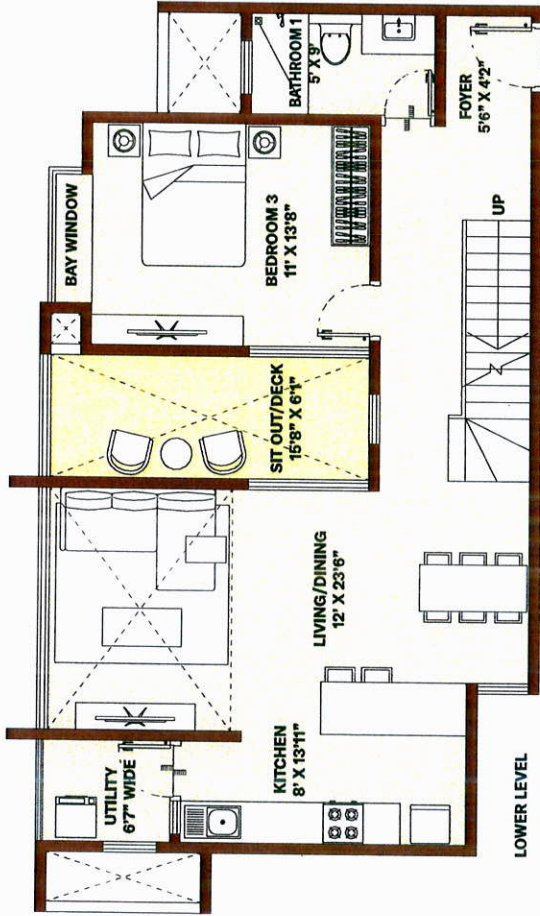 BATHROOM 1
5' X 9'
FOYER
5'6" X 4'2"
BAY WINDOW
BEDROOM 3
11' X 13'8"
UP
SIT OUT/DECK
15'8" X 6'1"
LIVING/DINING
12' X 23'6"
KITCHEN
8' X 13'11"
UTILITY
6'7" WIDE
LOWER LEVEL